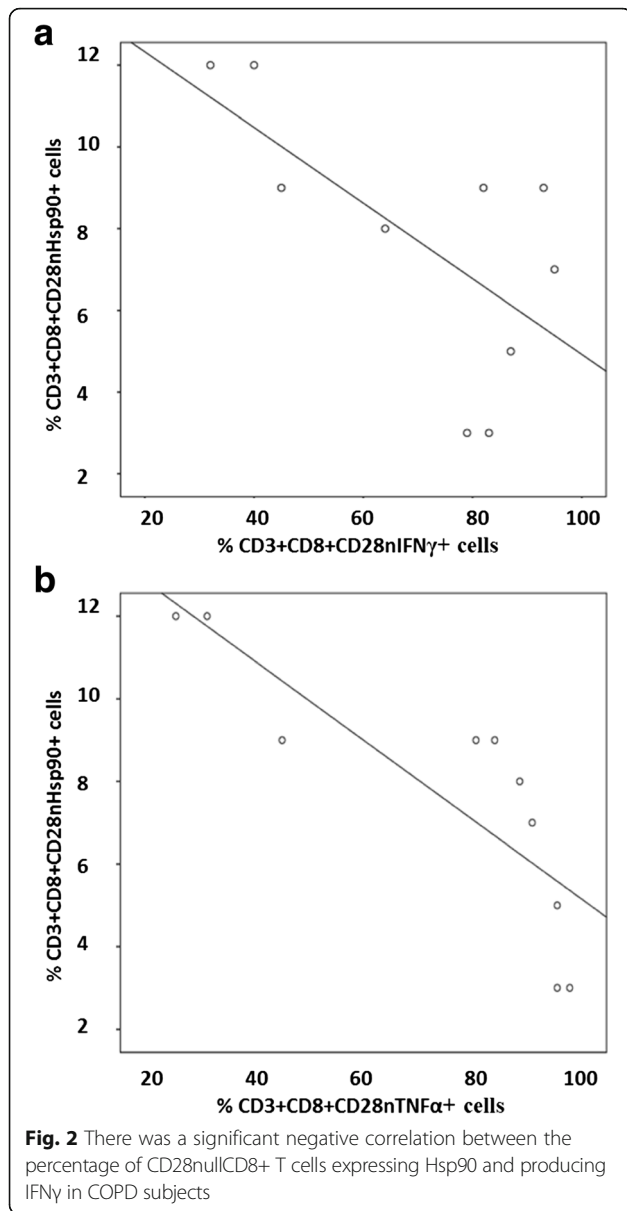 a
12
10
8
6
4
2
% CD3+CD8+CD28nHsp90+ cells
20 40 60 80 100
% CD3+CD8+CD28nIFNγ+ cells
b
12
10
8
6
4
2
% CD3+CD8+CD28nHsp90+ cells
20 40 60 80 100
% CD3+CD8+CD28nTNFα+ cells
Fig. 2 There was a significant negative correlation between the
percentage of CD28nullCD8+ T cells expressing Hsp90 and producing
IFNγ in COPD subjects